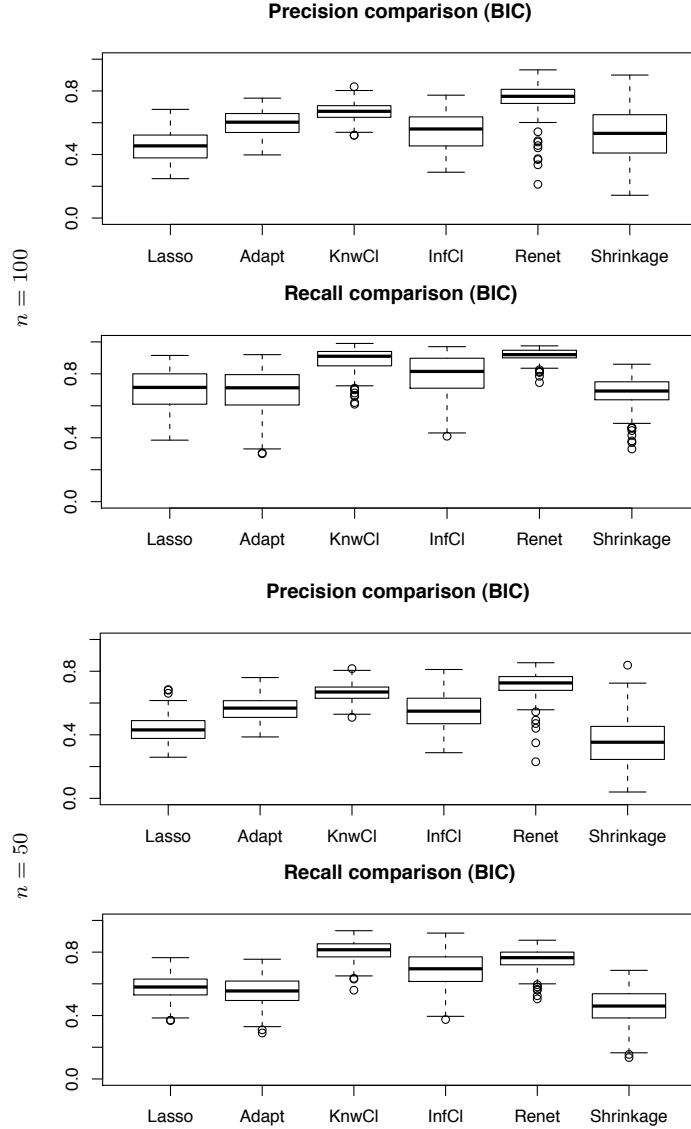 Precision comparison (BIC)
0.8
0.4
0.0
Lasso Adapt KnwCl InfCl Renet Shrinkage
n = 100
Recall comparison (BIC)
0.8
0.4
0.0
Lasso Adapt KnwCl InfCl Renet Shrinkage
Precision comparison (BIC)
0.8
0.4
0.0
Lasso Adapt KnwCl InfCl Renet Shrinkage
n = 50
Recall comparison (BIC)
0.8
0.4
0.0
Lasso Adapt KnwCl InfCl Renet Shrinkage